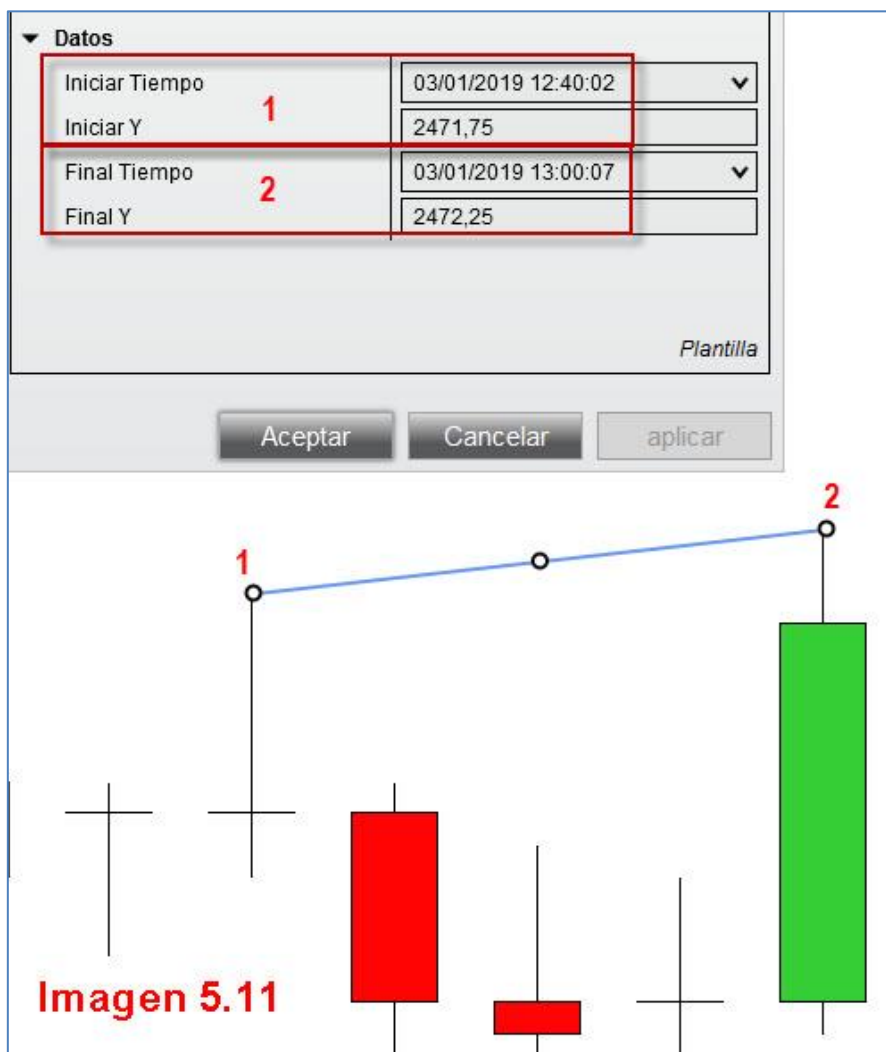 Datos
Iniciar Tiempo 03/01/2019 12:40:02
1
Iniciar Y 2471,75
Final Tiempo 03/01/2019 13:00:07
2
Final Y 2472,25
Plantilla
Aceptar Cancelar aplicar
2
1
Imagen 5.11